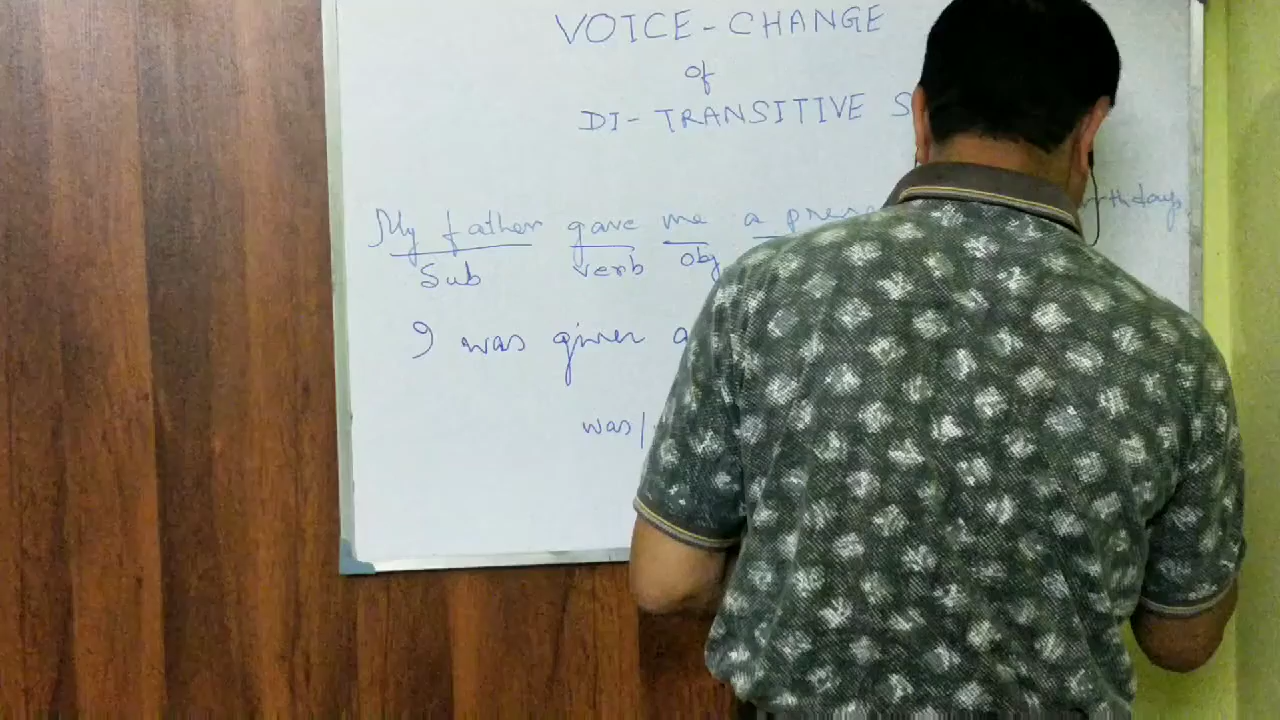 VOICE-CHANGE
of
DI-TRANSITIVE
My father gave me a
Sub verb obj
I was given a
was/